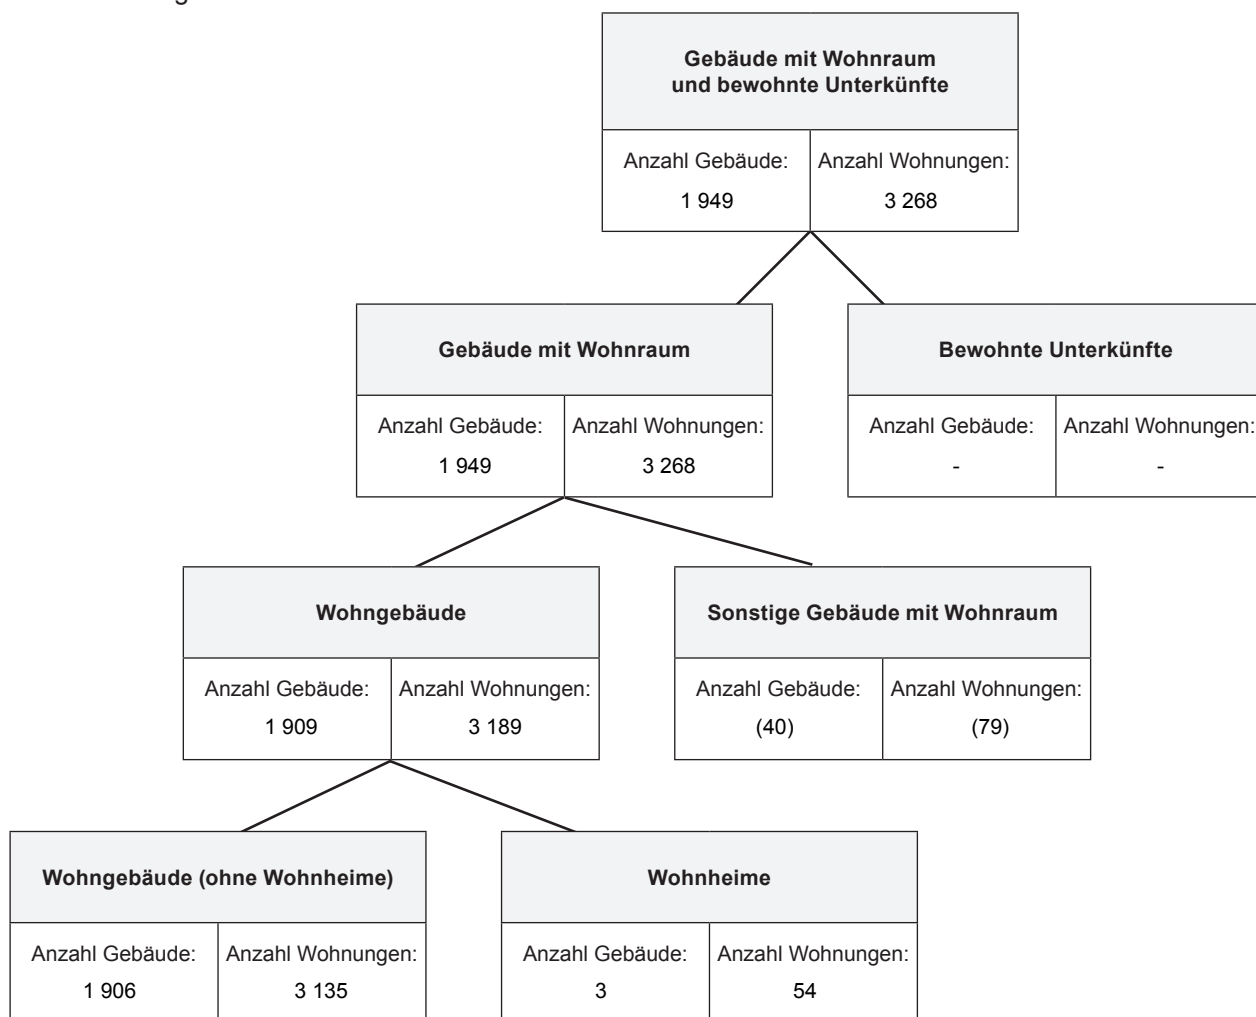 Gebäude mit Wohnraum
und bewohnte Unterkünfte
Anzahl Gebäude:
1 949
Anzahl Wohnungen:
3 268
Gebäude mit Wohnraum
Anzahl Gebäude:
1 949
Anzahl Wohnungen:
3 268
Bewohnte Unterkünfte
Anzahl Gebäude:
-
Anzahl Wohnungen:
-
Wohngebäude
Anzahl Gebäude:
1 909
Anzahl Wohnungen:
3 189
Sonstige Gebäude mit Wohnraum
Anzahl Gebäude:
(40)
Anzahl Wohnungen:
(79)
Wohngebäude (ohne Wohnheime)
Anzahl Gebäude:
1 906
Anzahl Wohnungen:
3 135
Wohnheime
Anzahl Gebäude:
3
Anzahl Wohnungen:
54